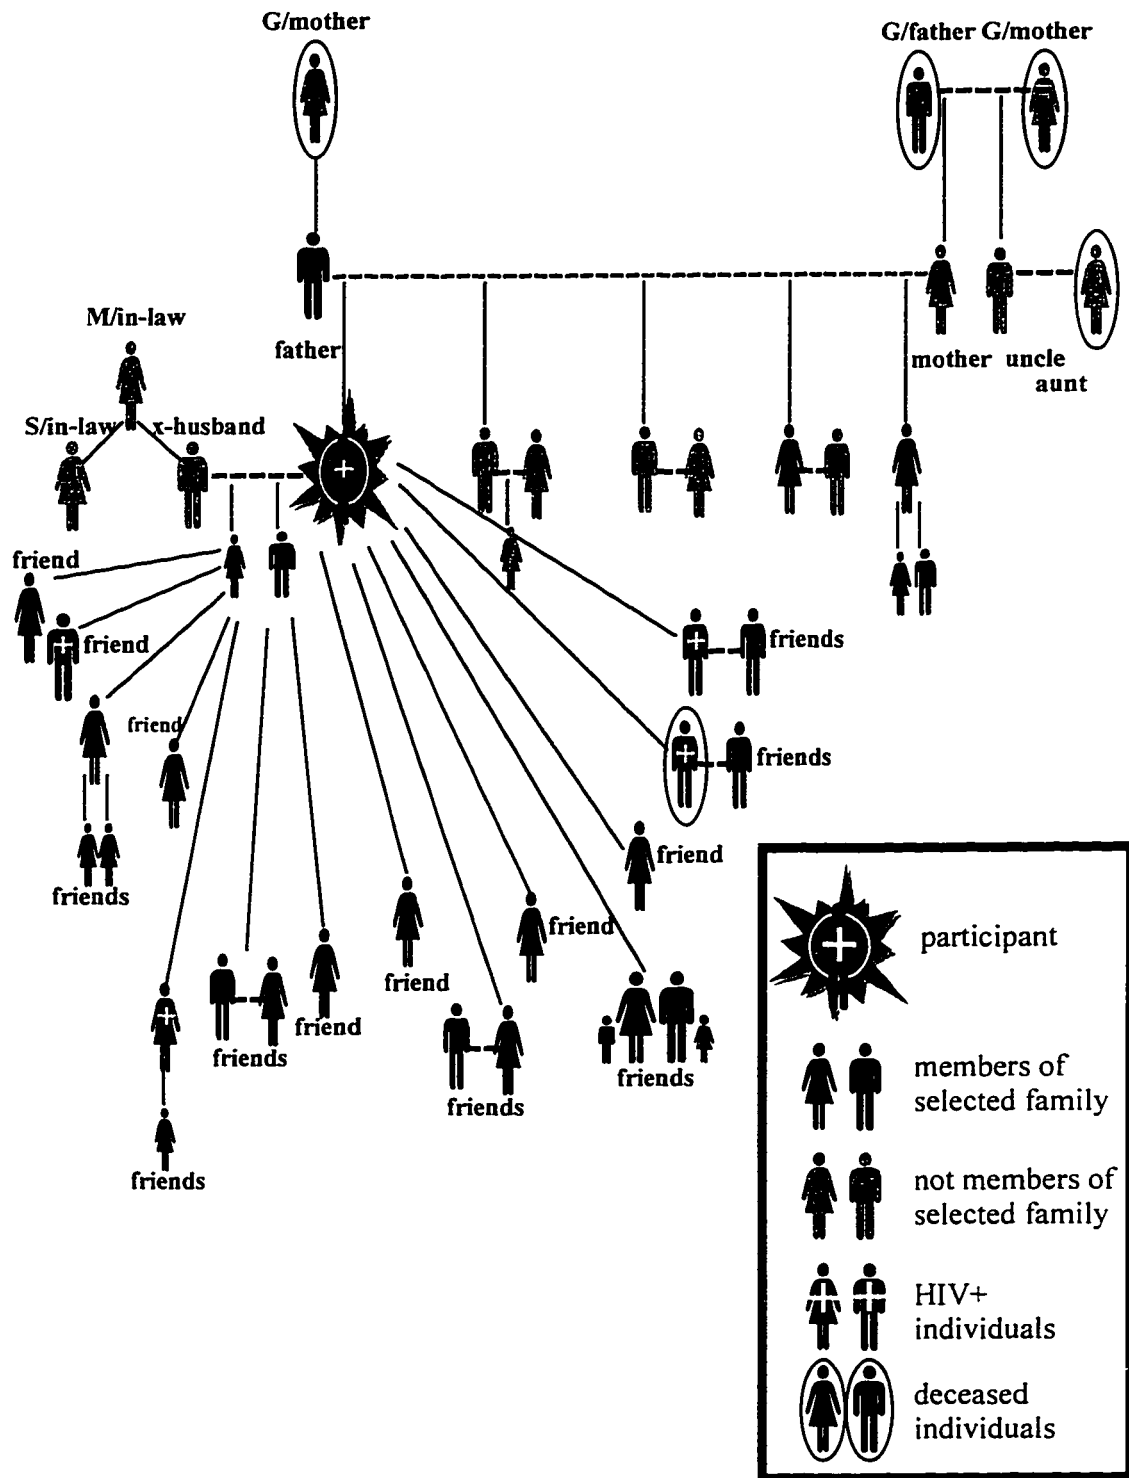 G/mother
G/father G/mother
father
mother uncle
aunt
M/in-law
S/in-law x-husband
friend
friend
friend
friends
friends
friends
friend
friend
friends
friend
friends
friend
friends
friends
participant
members of
selected family
not members of
selected family
HIV+
individuals
deceased
individuals